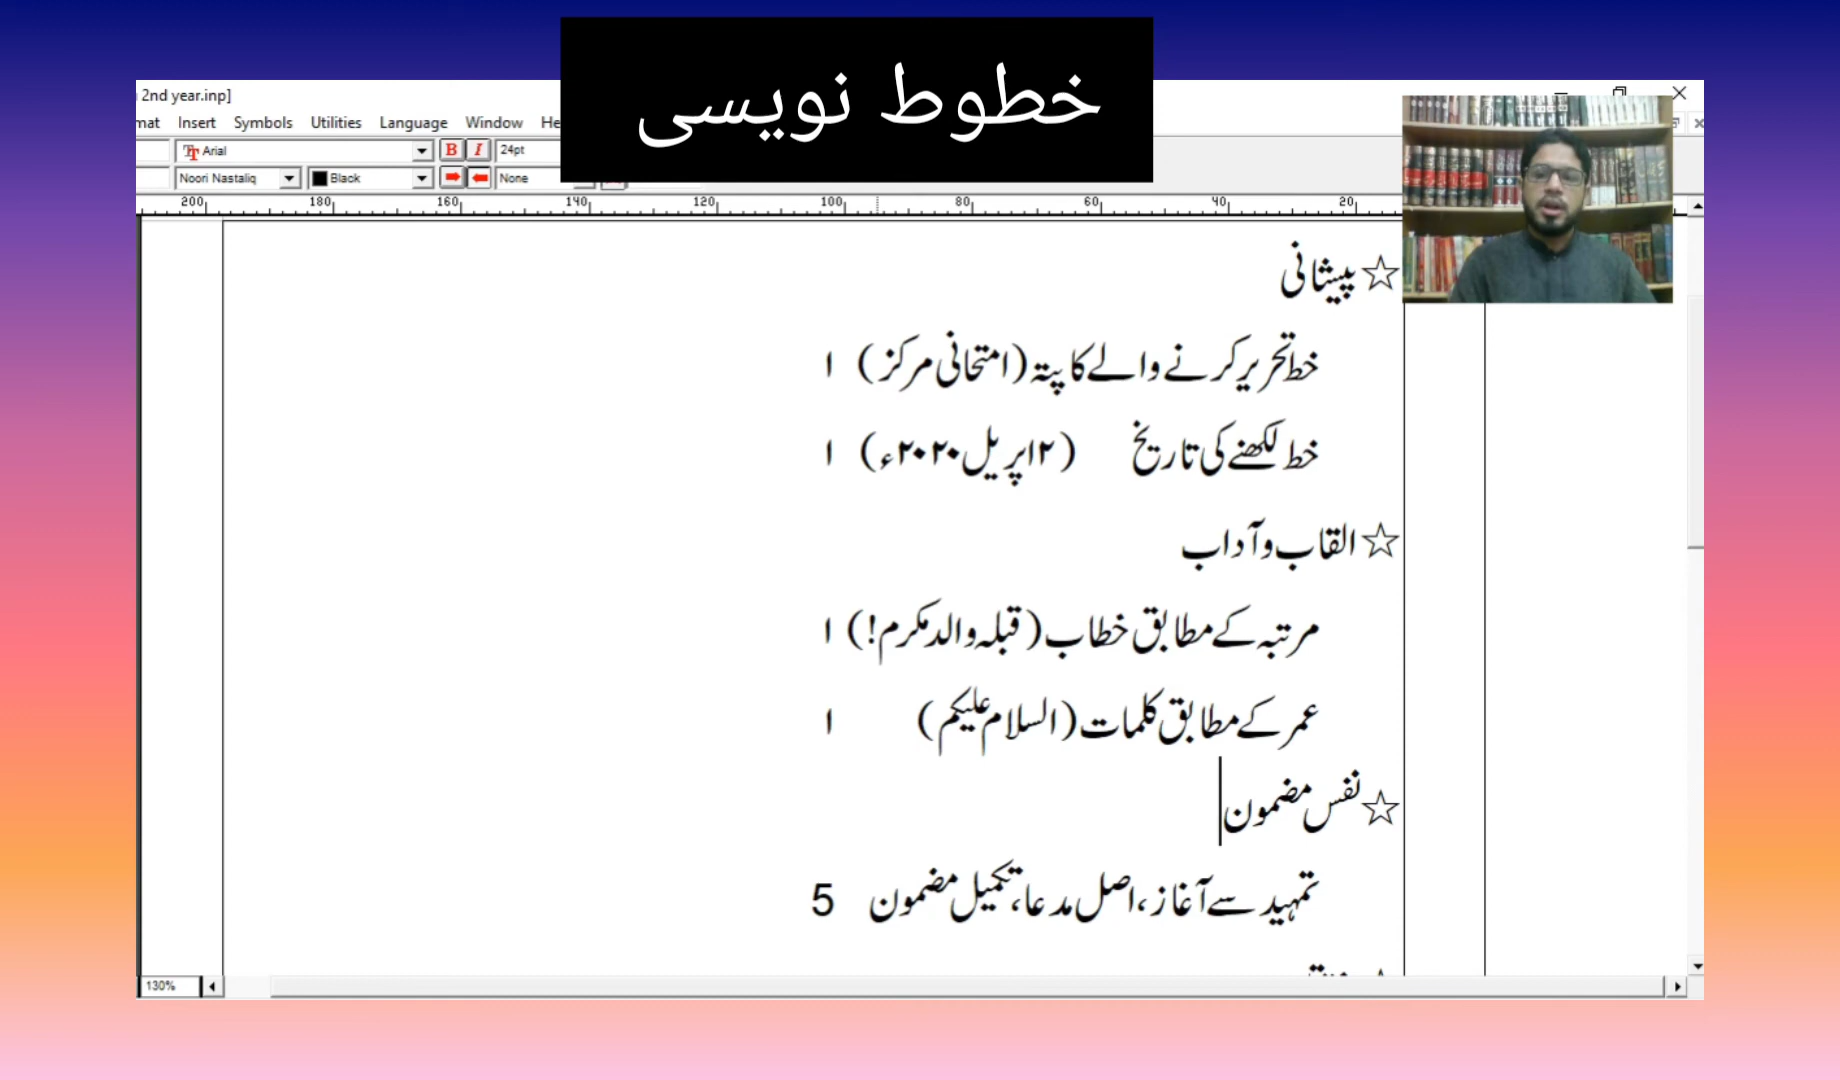 خطوط نویسی
2nd year.inp]
mat Insert Symbols Utilities Language Window He
Arial B I 24pt
Noori Nastaliq Black None
200 180 160 140 120 100 80 60 40 20
☆ پیشانی
خط تحریر کرنے والے کا پتہ (امتحانی مرکز) ۱
خط لکھنے کی تاریخ (۲ اپریل ۲۰۲۰ء) ۱
☆ القاب و آداب
مرتبہ کے مطابق خطاب (قبلہ والد مکرم!) ۱
عمر کے مطابق کلمات (السلام علیکم) ۱
☆ نفس مضمون
تمہید سے آغاز، اصل مدعا، تکمیل مضمون 5
130%